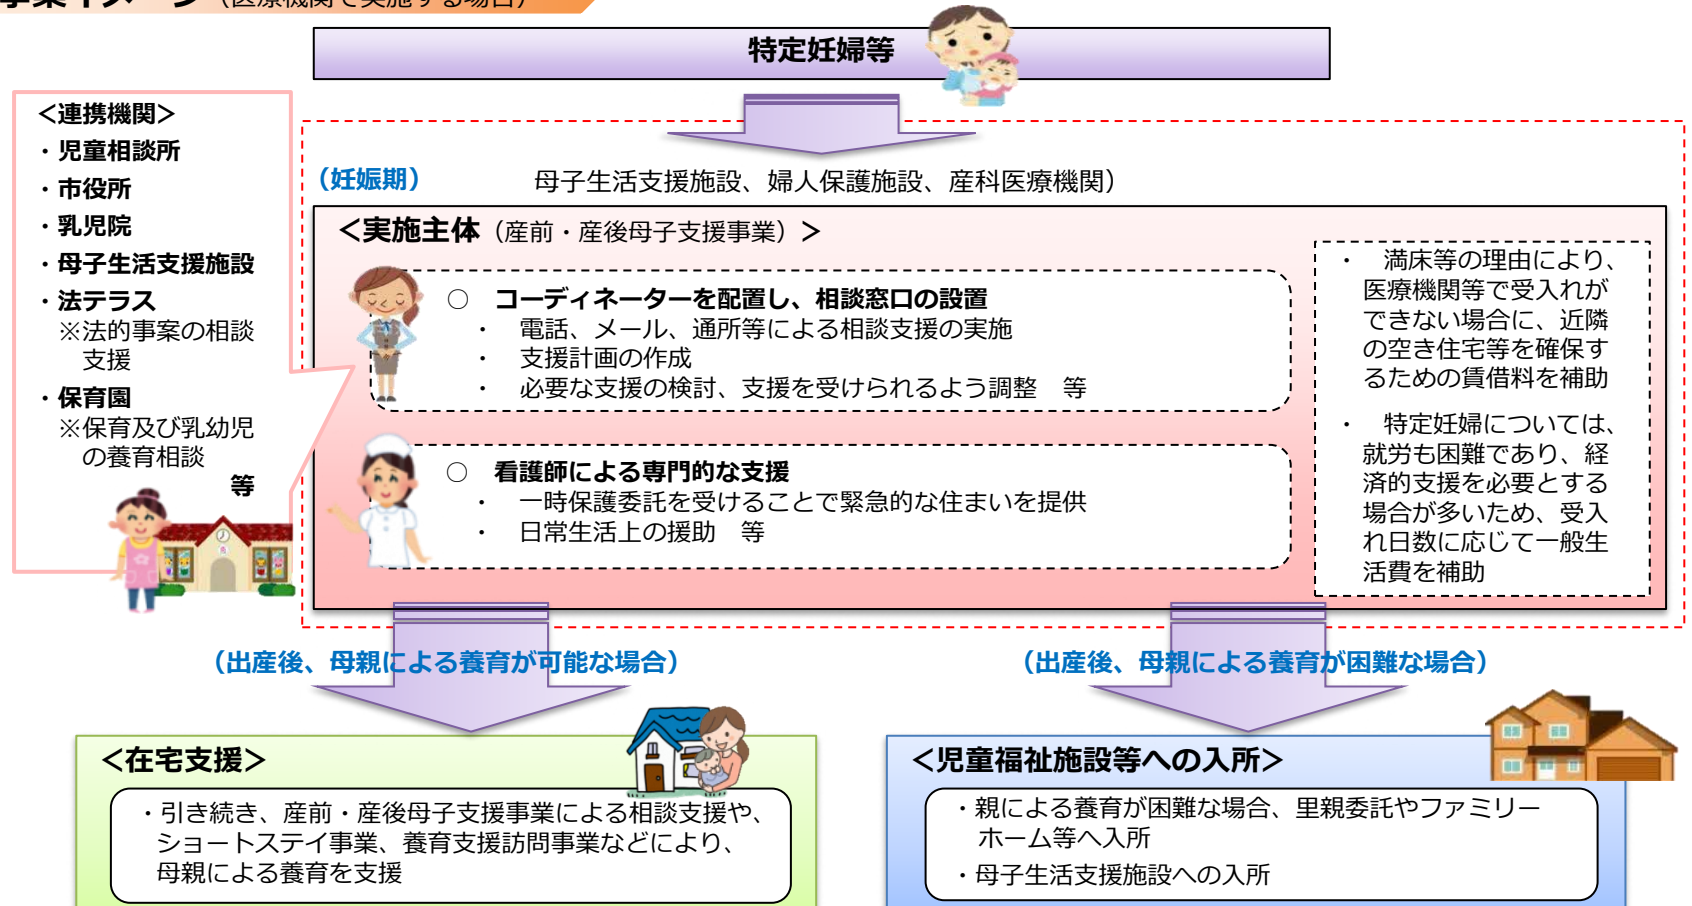 事業イメージ（医療機関で実施する場合）
特定妊婦等
＜連携機関＞
・児童相談所
・市役所
・乳児院
・母子生活支援施設
・法テラス
※法的事案の相談
支援
・保育園
※保育及び乳幼児
の養育相談
等
（妊娠期）
母子生活支援施設、婦人保護施設、産科医療機関）
＜実施主体（産前・産後母子支援事業）＞
○　コーディネーターを配置し、相談窓口の設置
・　電話、メール、通所等による相談支援の実施
・　支援計画の作成
・　必要な支援の検討、支援を受けられるよう調整　等
○　看護師による専門的な支援
・　一時保護委託を受けることで緊急的な住まいを提供
・　日常生活上の援助　等
・　満床等の理由により、
医療機関等で受入れが
できない場合に、近隣
の空き住宅等を確保す
るための賃借料を補助
・　特定妊婦については、
就労も困難であり、経
済的支援を必要とする
場合が多いため、受入
れ日数に応じて一般生
活費を補助
（出産後、母親による養育が可能な場合）
（出産後、母親による養育が困難な場合）
＜在宅支援＞
・引き続き、産前・産後母子支援事業による相談支援や、
ショートステイ事業、養育支援訪問事業などにより、
母親による養育を支援
＜児童福祉施設等への入所＞
・親による養育が困難な場合、里親委託やファミリー
ホーム等へ入所
・母子生活支援施設への入所